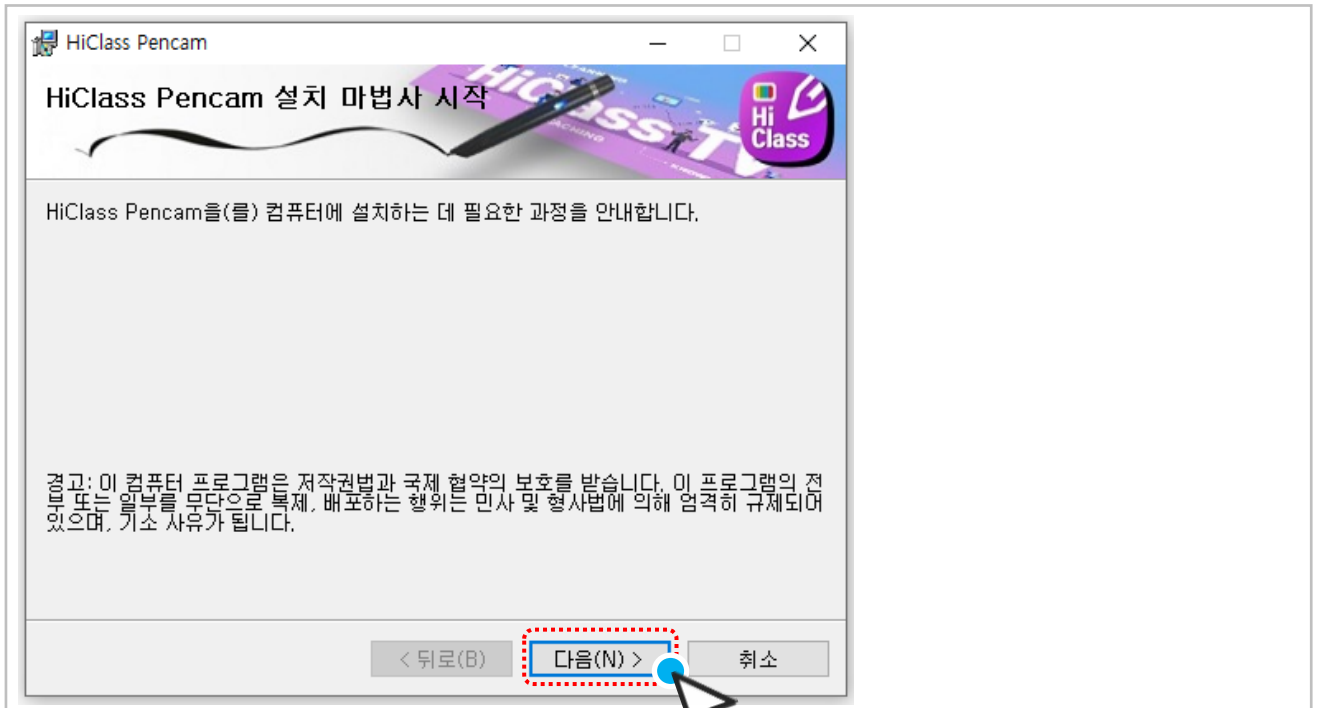 HiClass Pencam
HiClass Pencam 설치 마법사 시작
HiClass T
ACHING
Hi
Class
HiClass Pencam을(를) 컴퓨터에 설치하는 데 필요한 과정을 안내합니다.
경고: 이 컴퓨터 프로그램은 저작권법과 국제 협약의 보호를 받습니다. 이 프로그램의 전
부 또는 일부를 무단으로 복제, 배포하는 행위는 민사 및 형사법에 의해 엄격히 규제되어
있으며, 기소 사유가 됩니다.
< 뒤로(B)
다음(N) >
취소